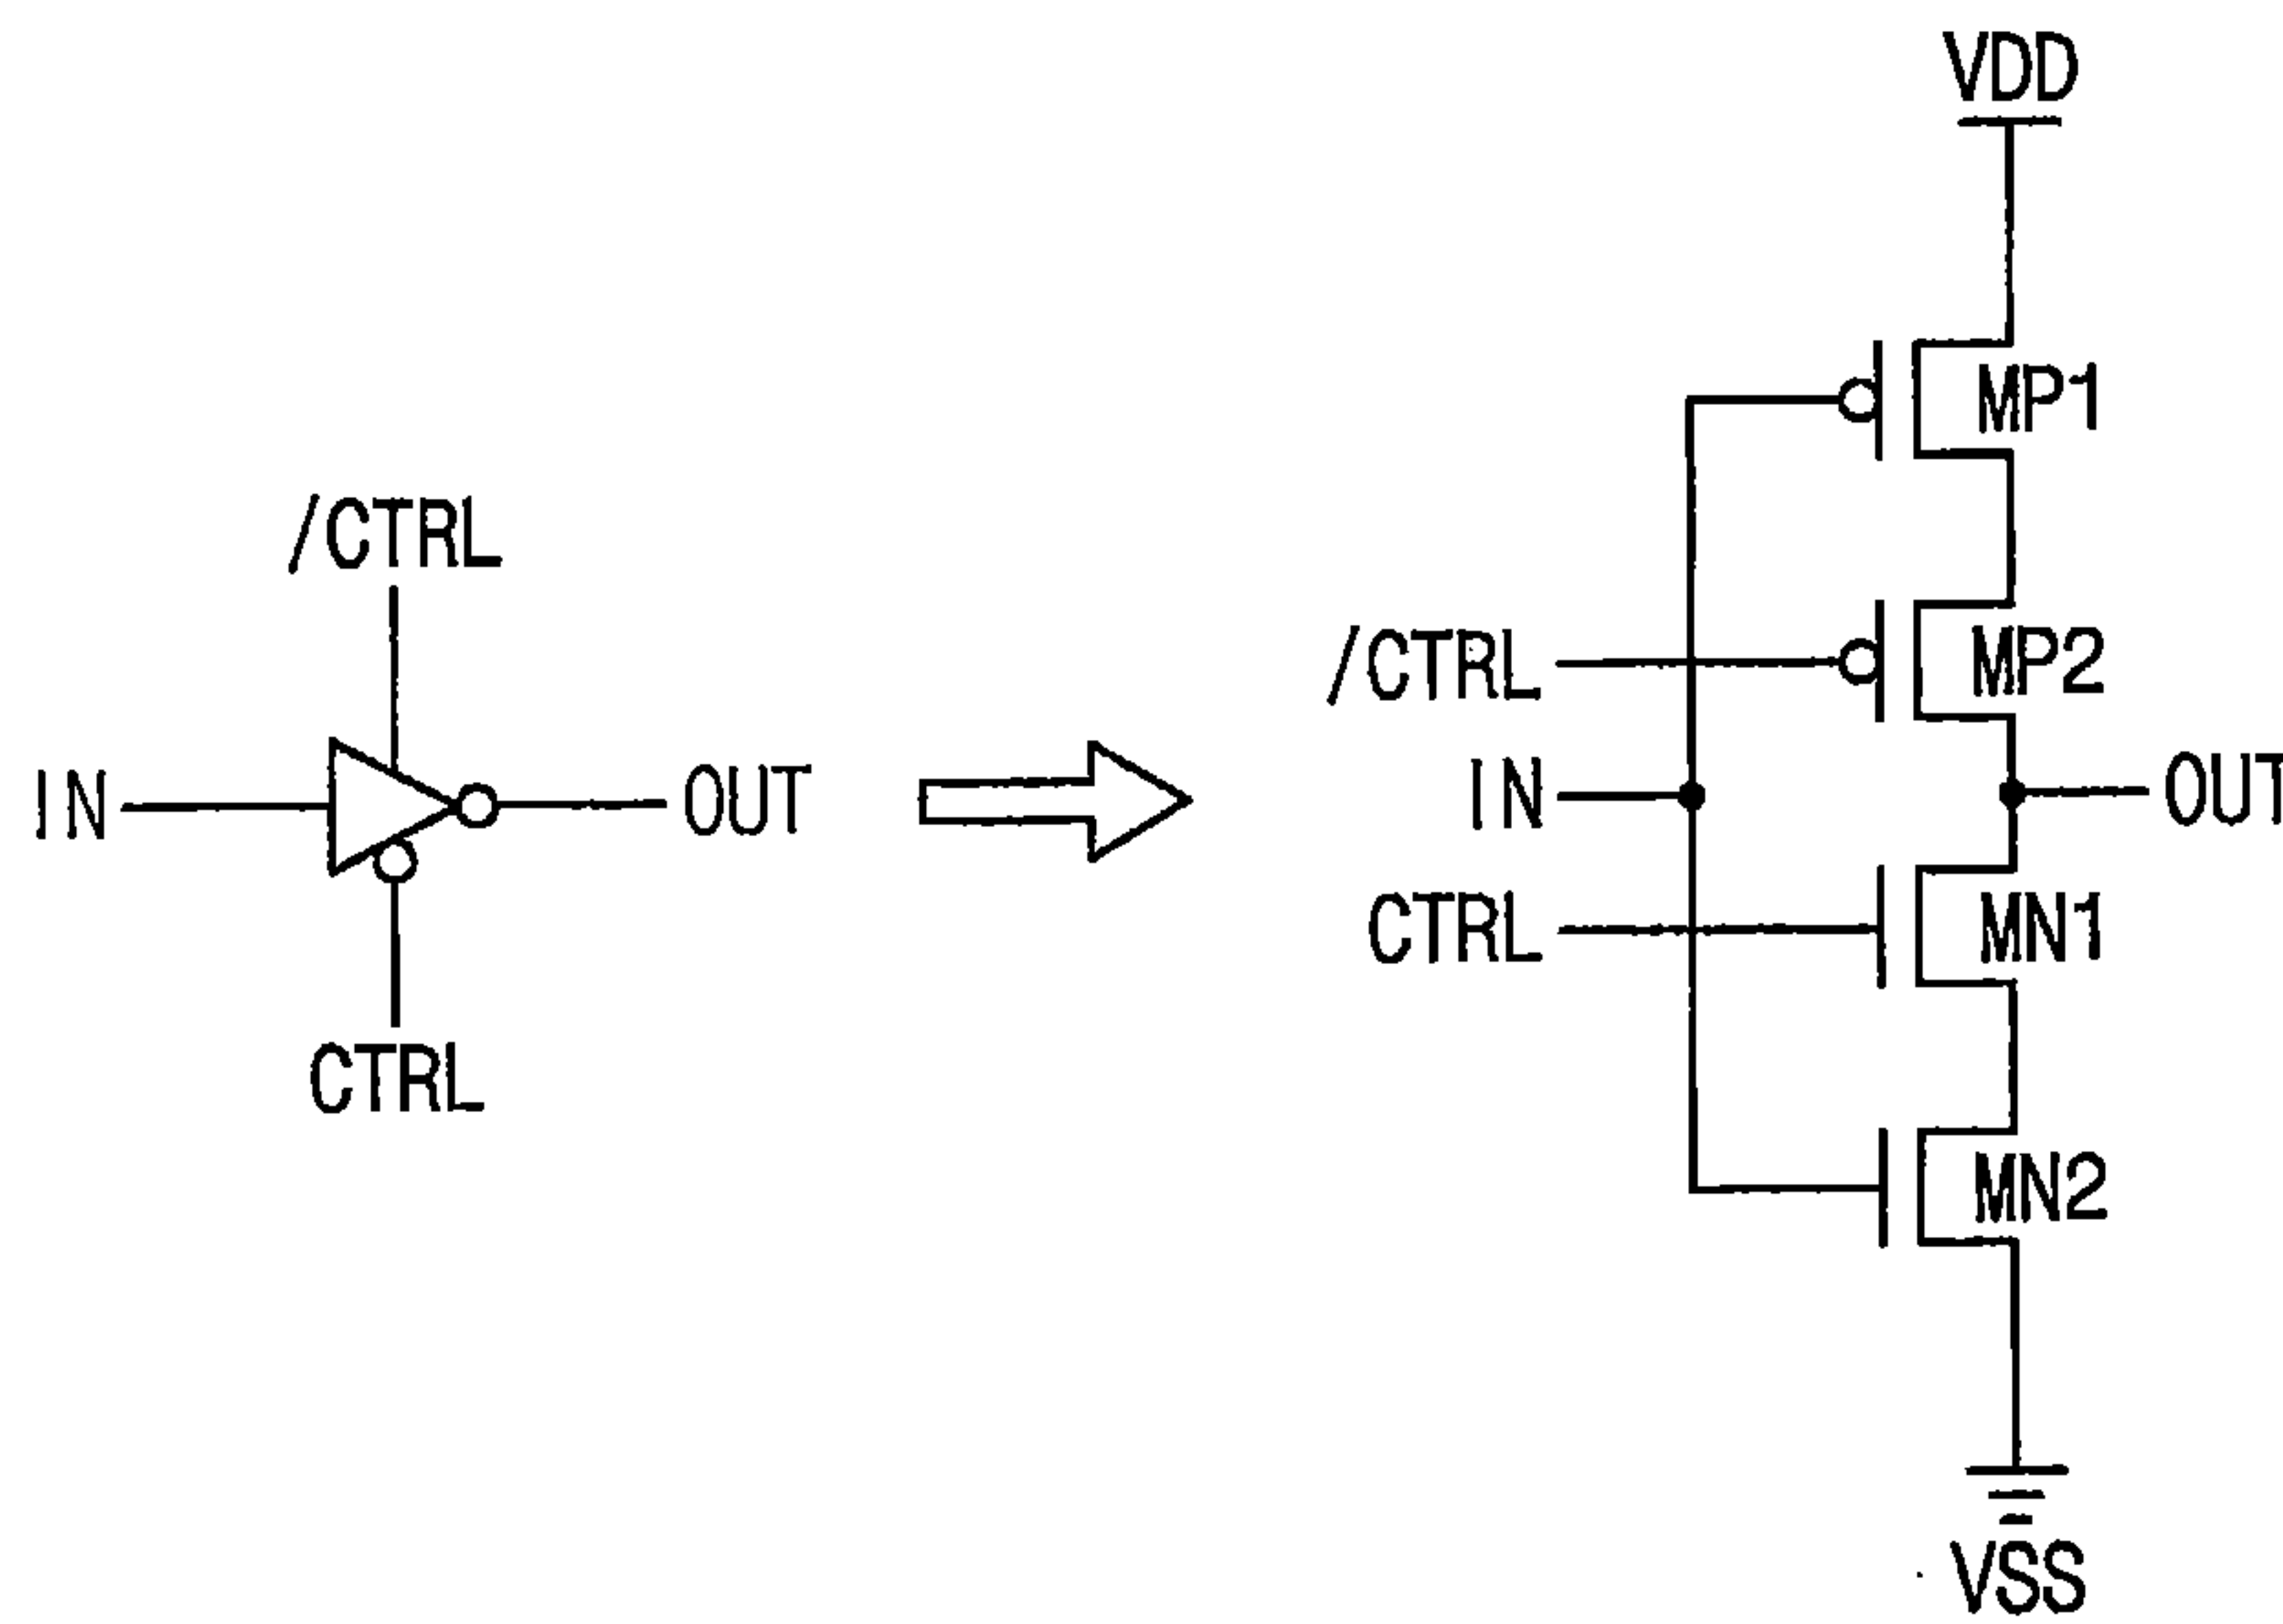 /CTRL
IN
OUT
CTRL
VDD
MP1
/CTRL
MP2
IN
OUT
CTRL
MN1
MN2
VSS